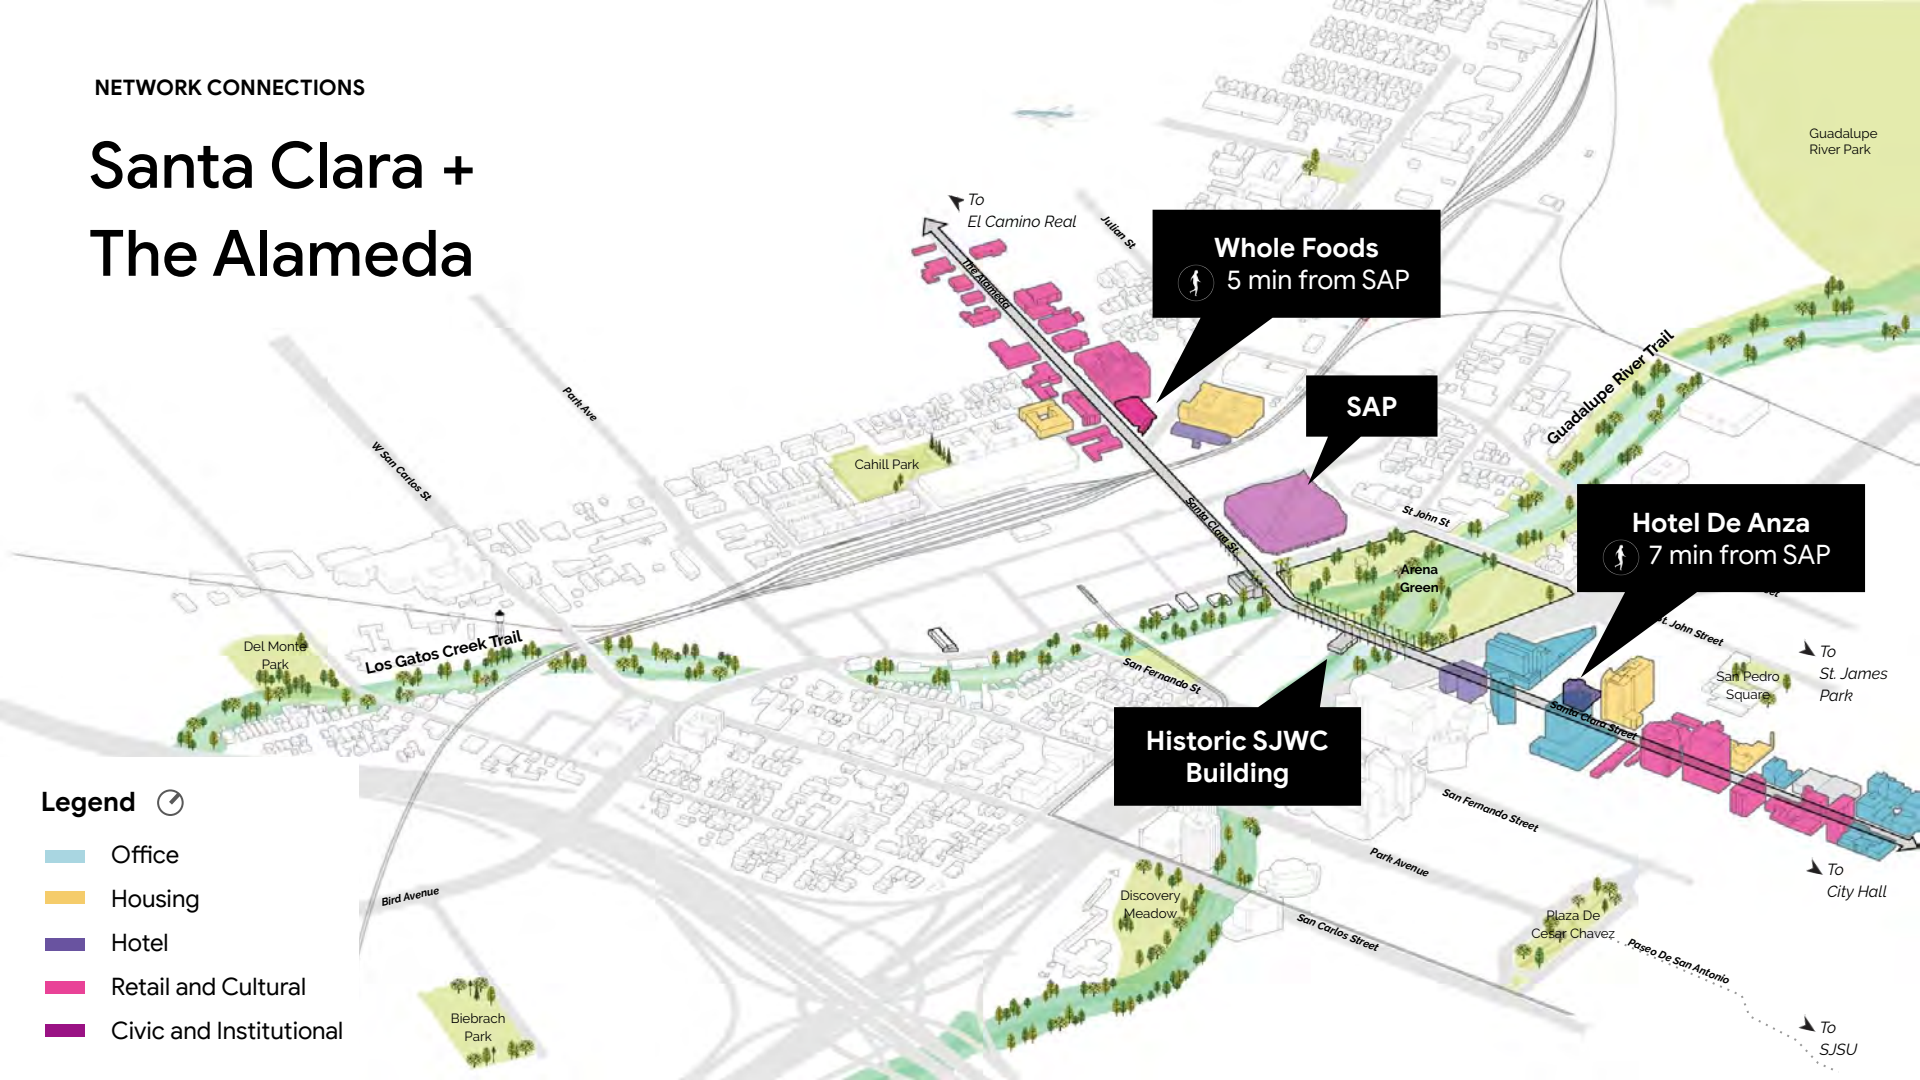 NETWORK CONNECTIONS
Santa Clara +
The Alameda
Guadalupe
River Park
To
El Camino Real
Julian St
Whole Foods
5 min from SAP
The Alameda
Guadalupe River Trail
Park Ave
SAP
W San Carlos St
Cahill Park
Santa Clara St
St John St
Hotel De Anza
7 min from SAP
Arena
Green
St. John Street
To
St. James
Park
Del Monte
Park
Los Gatos Creek Trail
San Fernando St
San Pedro
Square
Santa Clara Street
Historic SJWC
Building
San Fernando Street
Legend
Office
Housing
Hotel
Retail and Cultural
Civic and Institutional
Park Avenue
To
City Hall
Bird Avenue
Discovery
Meadow
San Carlos Street
Plaza De
Cesar Chavez
Paseo De San Antonio
Biebrach
Park
To
SJSU